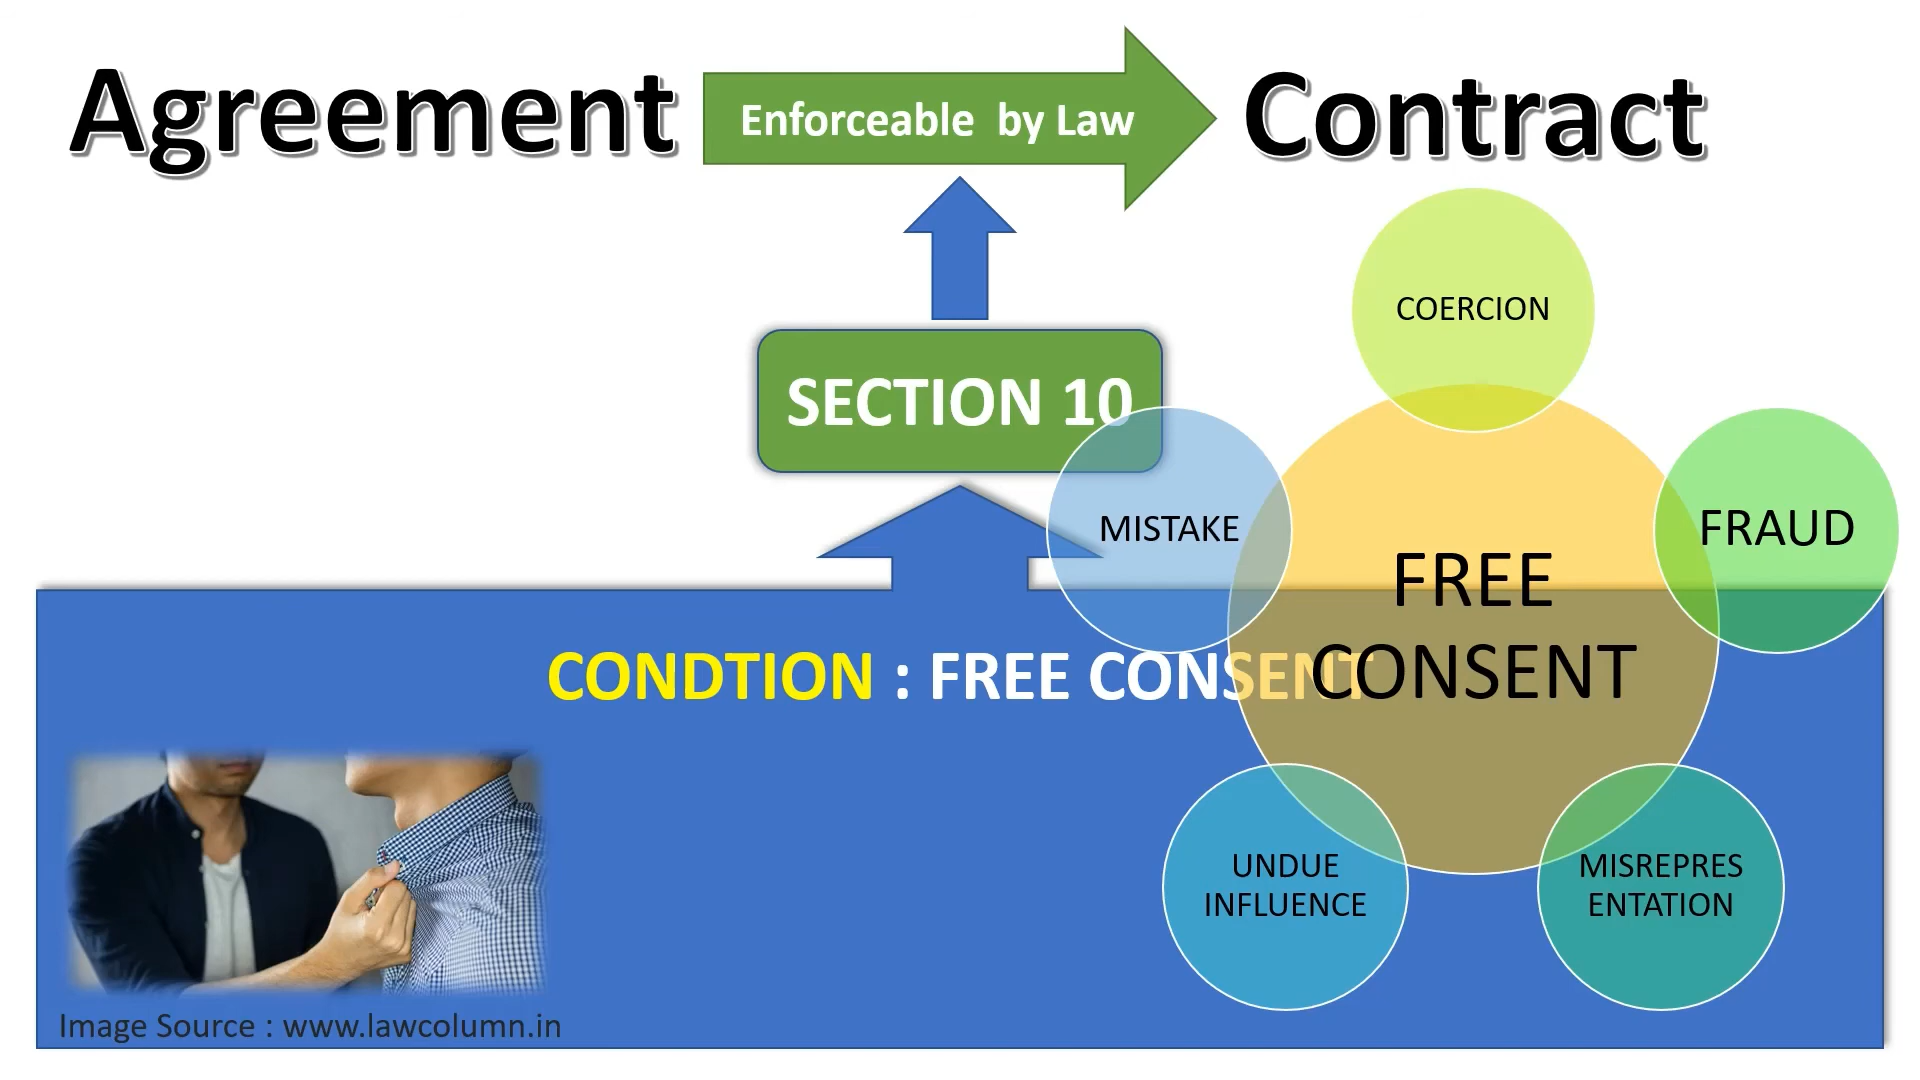 Agreement
Enforceable by Law
Contract
COERCION
SECTION 10
MISTAKE
FRAUD
FREE
CONSENT
CONDTION : FREE CONSENT
UNDUE
INFLUENCE
MISREPRES
ENTATION
Image Source : www.lawcolumn.in